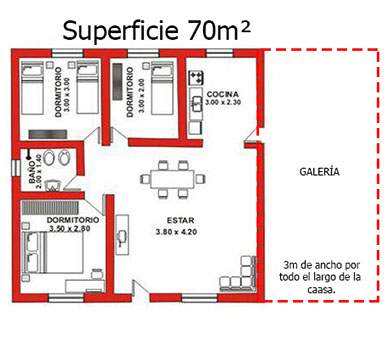 Superficie 70m²
DORMITORIO
3.00 x 3.00
DORMITORIO
3.00 x 2.00
COCINA
3.00 x 2.30
BAÑO
2.00 x 1.40
GALERÍA
DORMITORIO
3.50 x 2.80
ESTAR
3.80 x 4.20
3m de ancho por
todo el largo de la
caasa.